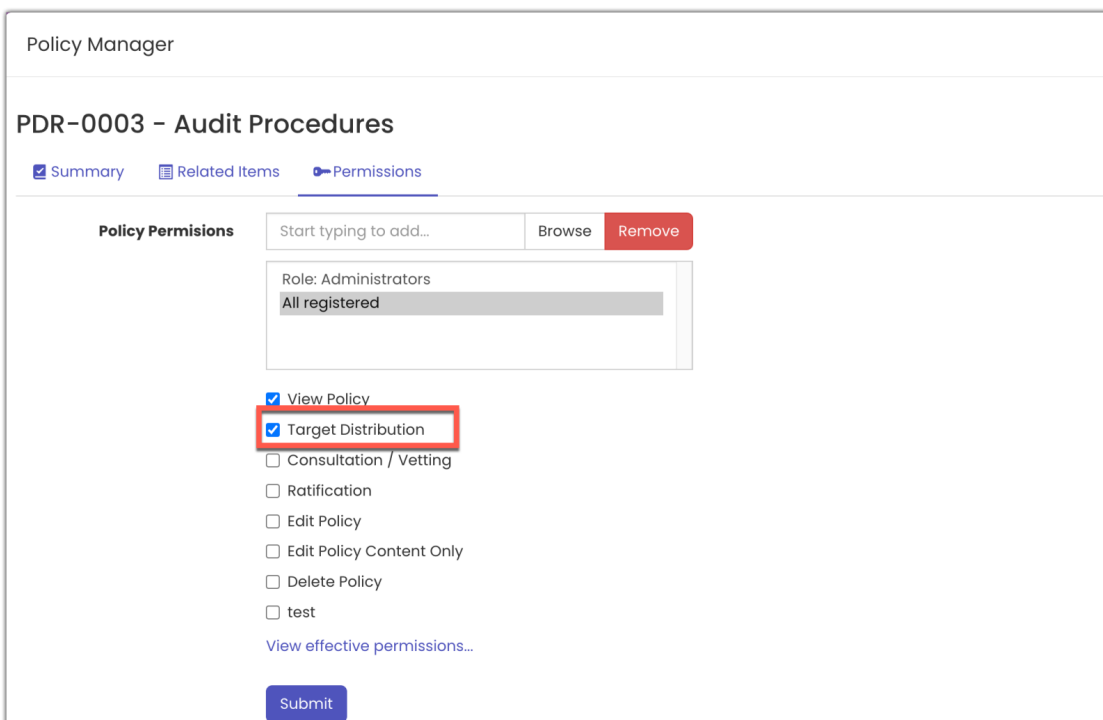 Policy Manager
PDR-0003 - Audit Procedures
Summary Related Items Permissions
Policy Permisions Start typing to add... Browse Remove
Role: Administrators
All registered
View Policy
Target Distribution
Consultation / Vetting
Ratification
Edit Policy
Edit Policy Content Only
Delete Policy
test
View effective permissions...
Submit